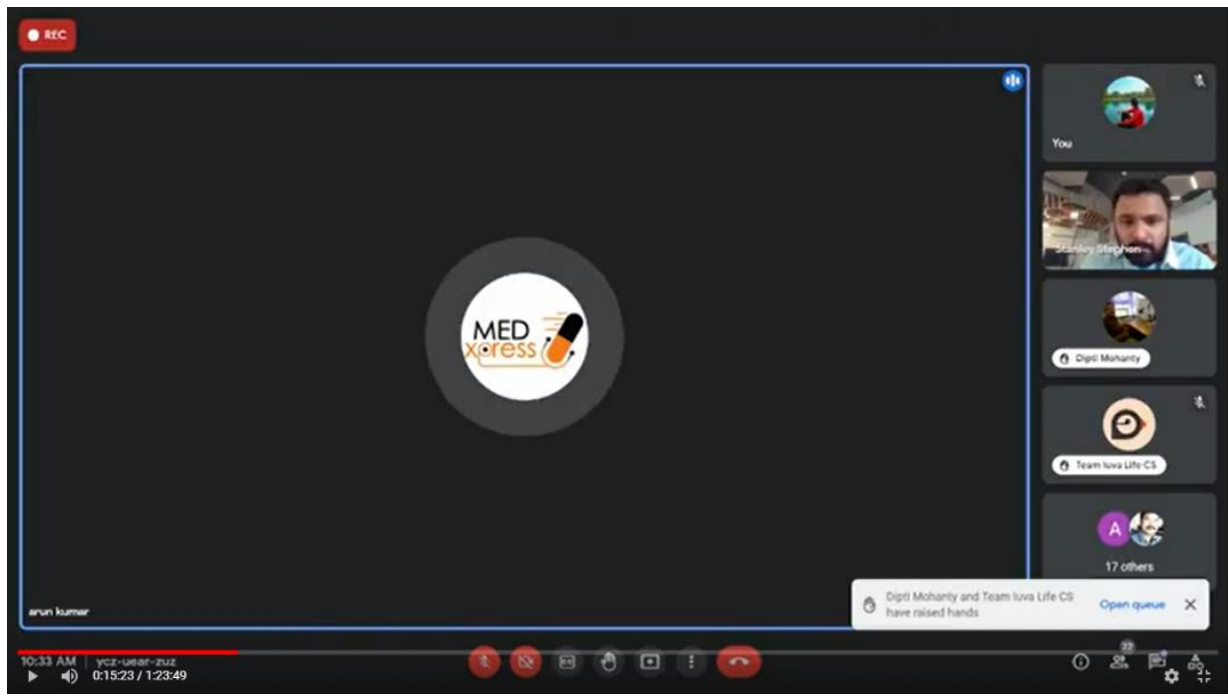 REC
MED
xpress
arun kumar
You
Stanley Stephen
Dipti Mohanty
Team Iuva Life CS
A
17 others
Dipti Mohanty and Team Iuva Life CS
have raised hands
Open queue
10:33 AM | ycz-uear-zuz
0:15:23 / 1:23:49
22